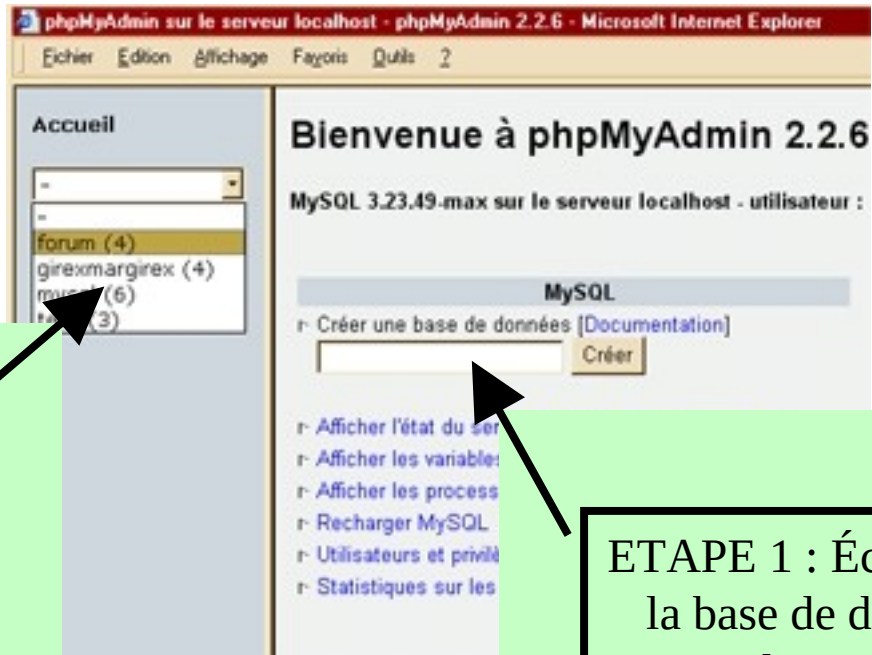 phpMyAdmin sur le serveur localhost - phpMyAdmin 2.2.6 - Microsoft Internet Explorer
Fichier Edition Affichage Favoris Outils ?
Accueil
-
-
forum (4)
girexmargirex (4)
(6)
(3)
Bienvenue à phpMyAdmin 2.2.6
MySQL 3.23.49-max sur le serveur localhost - utilisateur :
MySQL
Créer une base de données [Documentation]
Créer
Afficher l'état du ser
Afficher les variables
Afficher les process
Recharger MySQL
Utilisateurs et privilè
Statistiques sur les
ETAPE 1 : Éc
la base de d